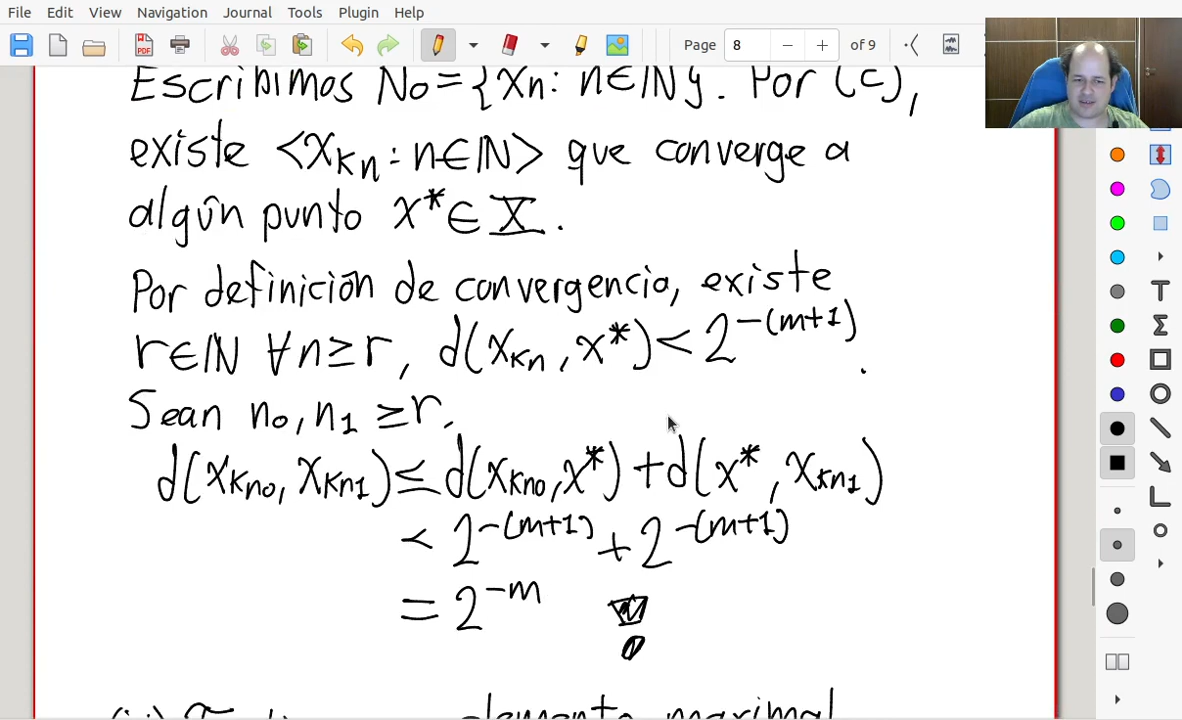 File Edit View Navigation Journal Tools Plugin Help
Page 8 of 9
Escribimos N₀={xₙ: n∈ℕ}. Por (c),
existe <x_{kn}: n∈ℕ> que converge a
algún punto x*∈X.
Por definición de convergencia, existe
r∈ℕ ∀n≥r, d(x_{kn}, x*)<2^{-(m+1)}.
Sean n₀, n₁ ≥r.
d(x_{kn₀}, x_{kn₁})≤d(x_{kn₀}, x*)+d(x*, x_{kn₁})
<2^{-(m+1)}+2^{-(m+1)}
=2^{-m}
elemento maximal